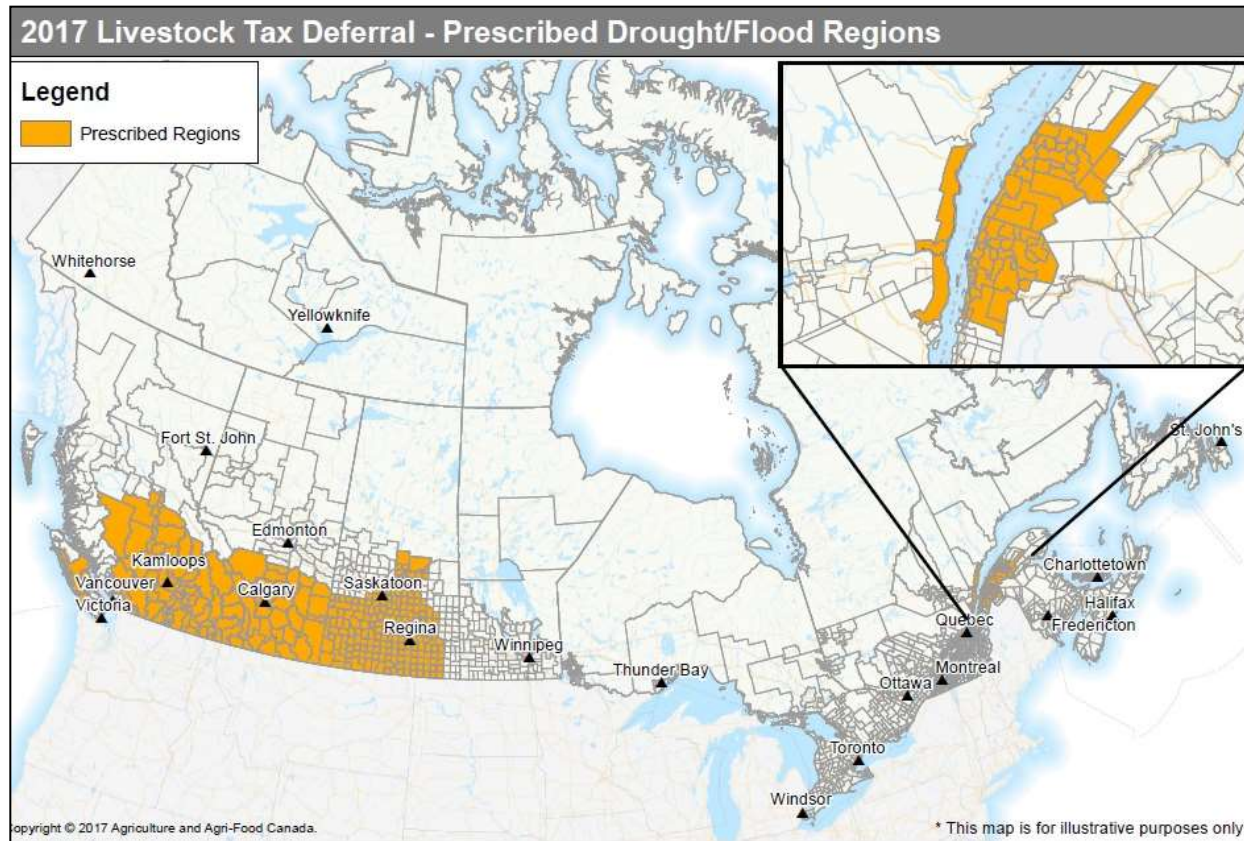 2017 Livestock Tax Deferral - Prescribed Drought/Flood Regions
Legend
Prescribed Regions
Whitehorse
Yellowknife
Fort St. John
St. John's
Edmonton
Kamloops
Saskatoon
Vancouver
Calgary
Victoria
Regina
Winnipeg
Thunder Bay
Charlottetown
Halifax
Quebec
Fredericton
Montreal
Ottawa
Toronto
Windsor
opyright © 2017 Agriculture and Agri-Food Canada.
* This map is for illustrative purposes only